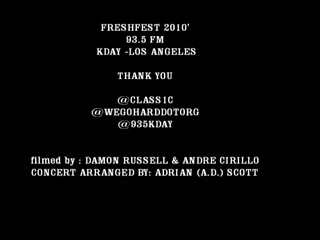 FRESHFEST 2010'
93.5 FM
KDAY -LOS ANGELES
THANK YOU
@CLASS1C
@WEGOHARDDOTORG
@935KDAY
filmed by : DAMON RUSSELL & ANDRE CIRILLO
CONCERT ARRANGED BY: ADRIAN (A.D.) SCOTT